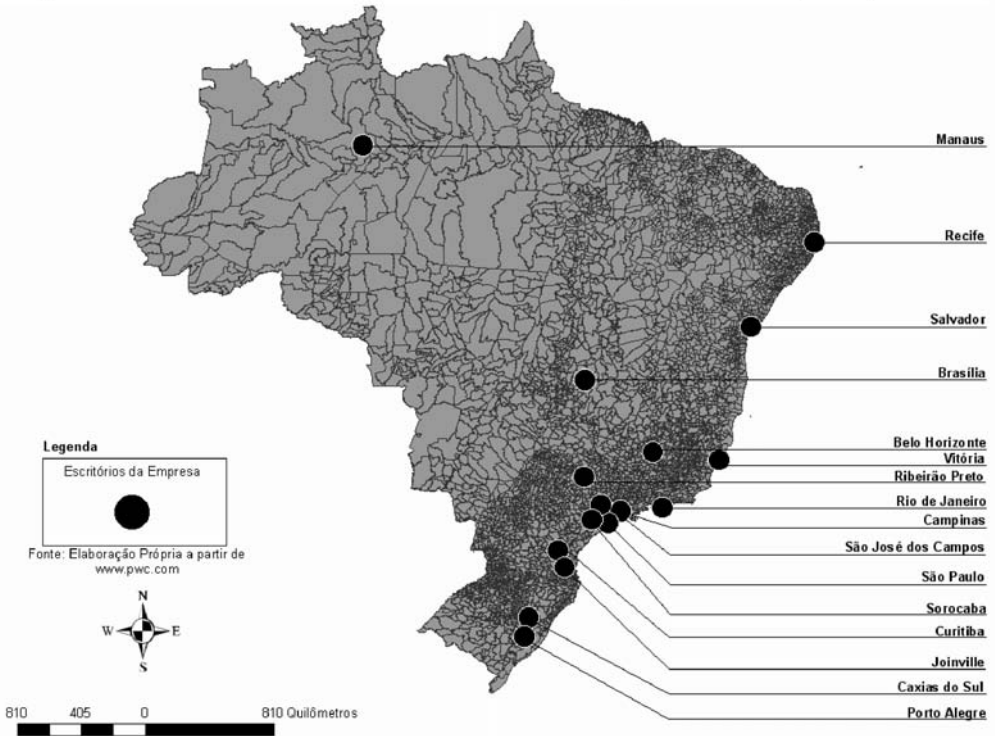 Manaus
Recife
Salvador
Brasília
Belo Horizonte
Vitória
Ribeirão Preto
Rio de Janeiro
Campinas
São José dos Campos
São Paulo
Sorocaba
Curitiba
Joinville
Caxias do Sul
Porto Alegre
Legenda
Escritórios da Empresa
Fonte: Elaboração Própria a partir de
www.pwc.com
N
W E
S
810 405 0 810 Quilômetros